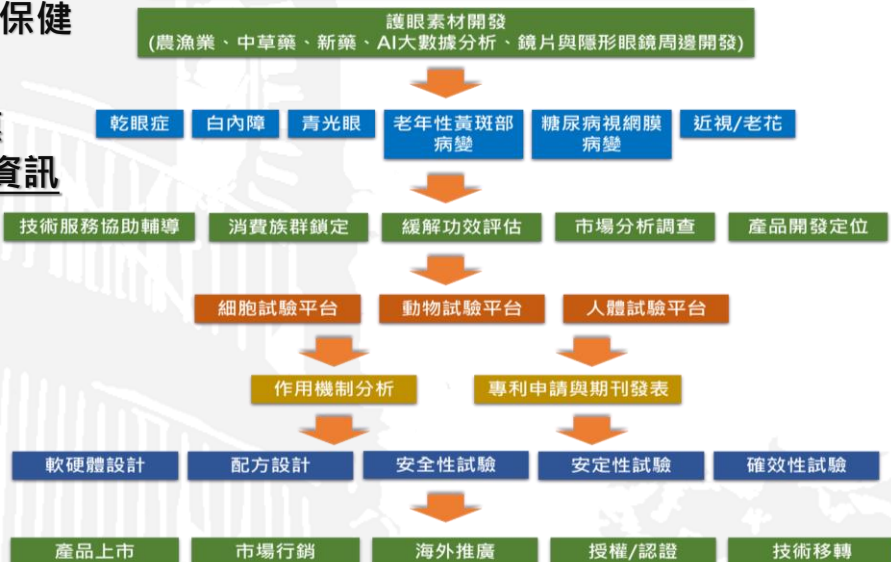 保健
資訊
護眼素材開發
(農漁業、中草藥、新藥、AI大數據分析、鏡片與隱形眼鏡周邊開發)
乾眼症 白內障 青光眼 老年性黃斑部病變 糖尿病視網膜病變 近視/老花
技術服務協助輔導 消費族群鎖定 緩解功效評估 市場分析調查 產品開發定位
細胞試驗平台 動物試驗平台 人體試驗平台
作用機制分析 專利申請與期刊發表
軟硬體設計 配方設計 安全性試驗 安定性試驗 確效性試驗
產品上市 市場行銷 海外推廣 授權/認證 技術移轉